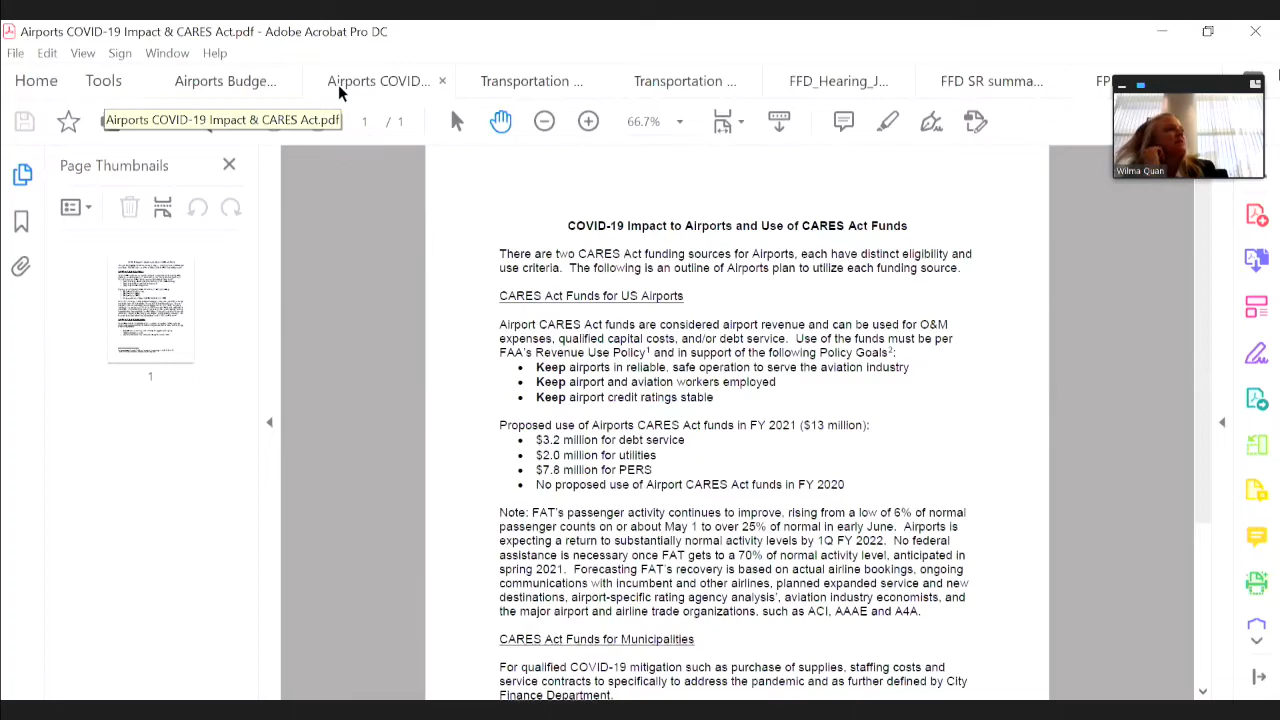 Airports COVID-19 Impact & CARES Act.pdf - Adobe Acrobat Pro DC
File Edit View Sign Window Help
Home Tools Airports Budge... Airports COVID... × Transportation ... Transportation ... FFD_Hearing_J... FFD SR summa... FP
Airports COVID-19 Impact & CARES Act.pdf
1 / 1
66.7%
Wilma Quan
Page Thumbnails
1
COVID-19 Impact to Airports and Use of CARES Act Funds
There are two CARES Act funding sources for Airports, each have distinct eligibility and
use criteria. The following is an outline of Airports plan to utilize each funding source.
CARES Act Funds for US Airports
Airport CARES Act funds are considered airport revenue and can be used for O&M
expenses, qualified capital costs, and/or debt service. Use of the funds must be per
FAA's Revenue Use Policy¹ and in support of the following Policy Goals²:
• Keep airports in reliable, safe operation to serve the aviation industry
• Keep airport and aviation workers employed
• Keep airport credit ratings stable
Proposed use of Airports CARES Act funds in FY 2021 ($13 million):
• $3.2 million for debt service
• $2.0 million for utilities
• $7.8 million for PERS
• No proposed use of Airport CARES Act funds in FY 2020
Note: FAT's passenger activity continues to improve, rising from a low of 6% of normal
passenger counts on or about May 1 to over 25% of normal in early June. Airports is
expecting a return to substantially normal activity levels by 1Q FY 2022. No federal
assistance is necessary once FAT gets to a 70% of normal activity level, anticipated in
spring 2021. Forecasting FAT's recovery is based on actual airline bookings, ongoing
communications with incumbent and other airlines, planned expanded service and new
destinations, airport-specific rating agency analysis', aviation industry economists, and
the major airport and airline trade organizations, such as ACI, AAAE and A4A.
CARES Act Funds for Municipalities
For qualified COVID-19 mitigation such as purchase of supplies, staffing costs and
service contracts to specifically to address the pandemic and as further defined by City
Finance Department.